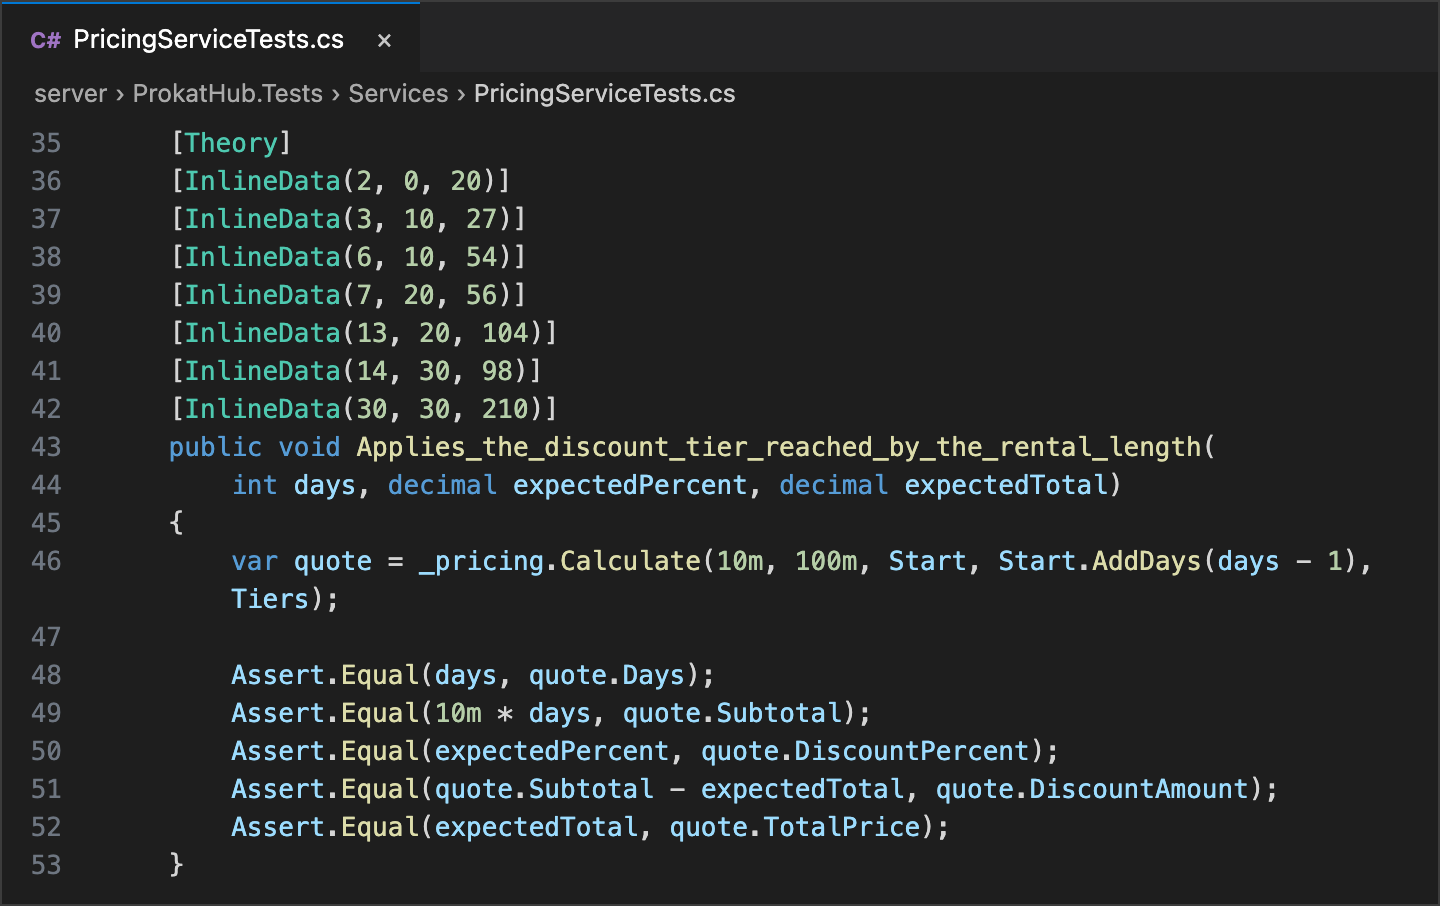 C# PricingServiceTests.cs ×
server › ProkatHub.Tests › Services › PricingServiceTests.cs
35 [Theory]
36 [InlineData(2, 0, 20)]
37 [InlineData(3, 10, 27)]
38 [InlineData(6, 10, 54)]
39 [InlineData(7, 20, 56)]
40 [InlineData(13, 20, 104)]
41 [InlineData(14, 30, 98)]
42 [InlineData(30, 30, 210)]
43 public void Applies_the_discount_tier_reached_by_the_rental_length(
44 int days, decimal expectedPercent, decimal expectedTotal)
45 {
46 var quote = _pricing.Calculate(10m, 100m, Start, Start.AddDays(days - 1),
Tiers);
47
48 Assert.Equal(days, quote.Days);
49 Assert.Equal(10m * days, quote.Subtotal);
50 Assert.Equal(expectedPercent, quote.DiscountPercent);
51 Assert.Equal(quote.Subtotal - expectedTotal, quote.DiscountAmount);
52 Assert.Equal(expectedTotal, quote.TotalPrice);
53 }